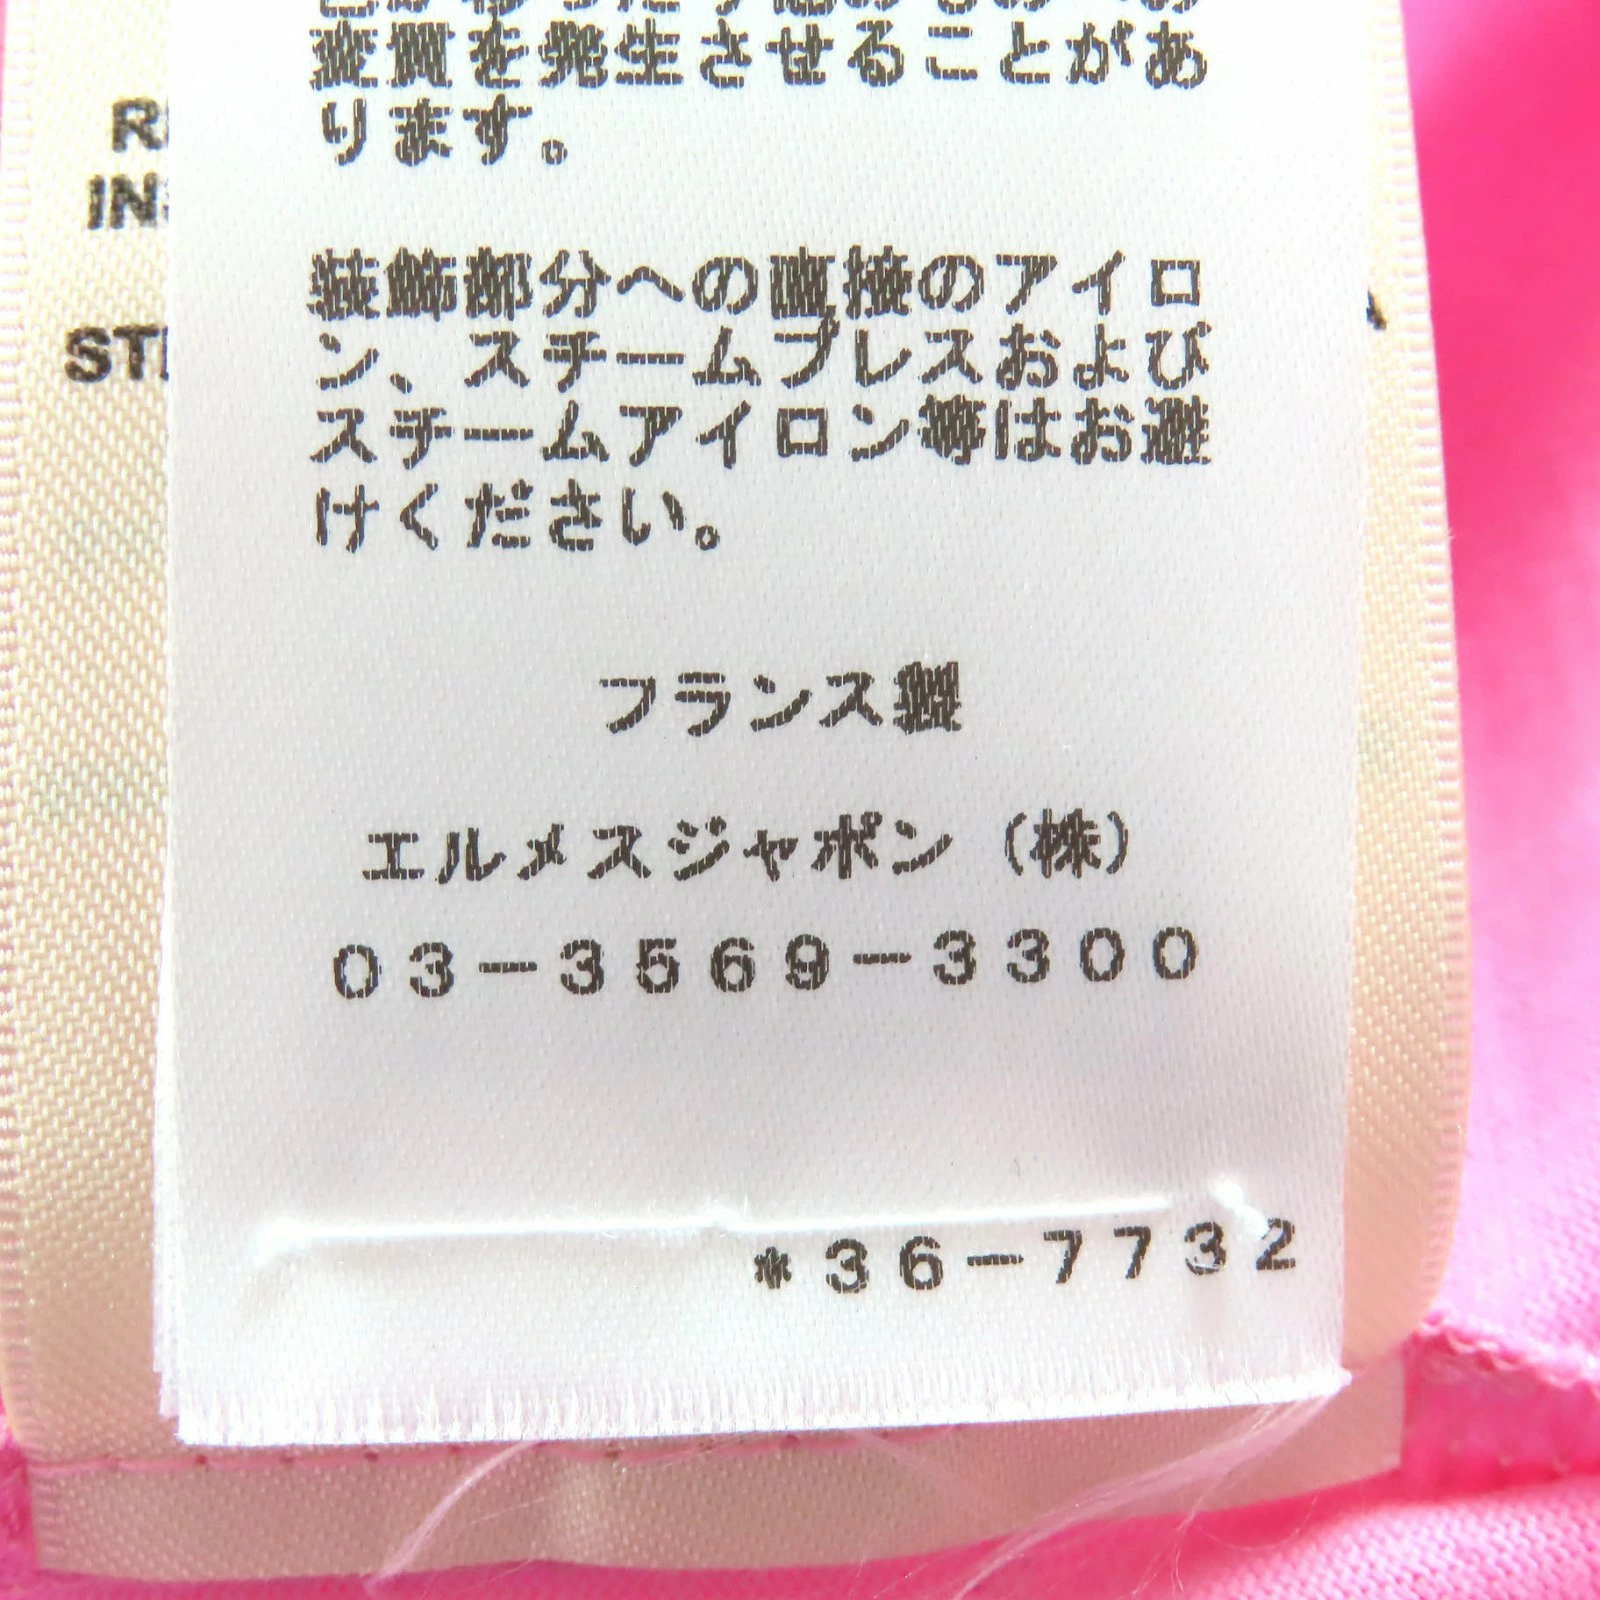 変質を発生させることがあ
ります。
装飾部分への直接のアイロ
ン、スチームプレスおよび
スチームアイロン等はお避
けください。
フランス製
エルメスジャポン（株）
03-3569-3300
*36-7732